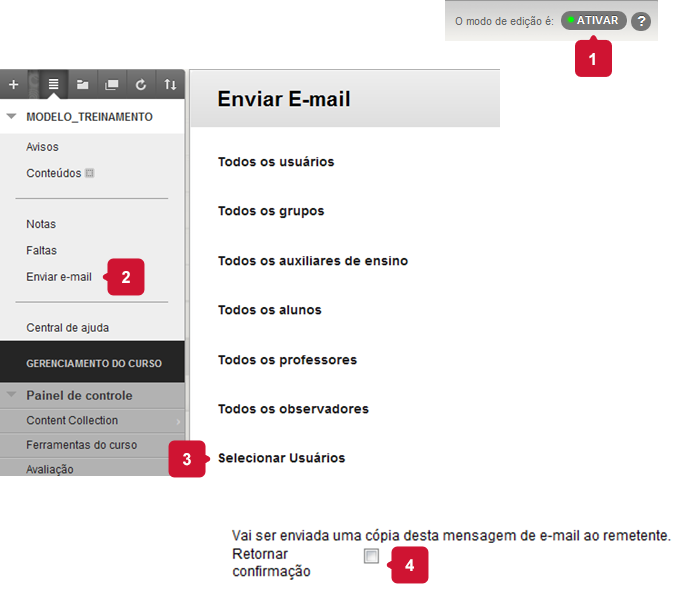 O modo de edição é: ATIVAR ?
1
MODELO_TREINAMENTO
Avisos
Conteúdos
Notas
Faltas
Enviar e-mail 2
Central de ajuda
GERENCIAMENTO DO CURSO
Painel de controle
Content Collection
Ferramentas do curso
Avaliação
Enviar E-mail
Todos os usuários
Todos os grupos
Todos os auxiliares de ensino
Todos os alunos
Todos os professores
Todos os observadores
3 Selecionar Usuários
Vai ser enviada uma cópia desta mensagem de e-mail ao remetente.
Retornar
confirmação
4